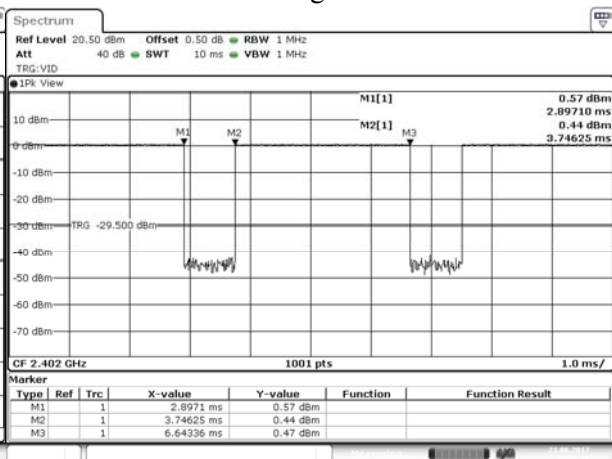 Spectrum
Ref Level 20.50 dBm Offset 0.50 dB RBW 1 MHz
Att 40 dB SWT 10 ms VBW 1 MHz
TRG:VID
1Pk View
M1[1] 0.57 dBm
2.89710 ms
10 dBm M2[1] 0.44 dBm
3.74625 ms
M1 M2 M3
0 dBm
-10 dBm
-20 dBm
-30 dBm TRG -29.500 dBm
-40 dBm
-50 dBm
-60 dBm
-70 dBm
CF 2.402 GHz 1001 pts 1.0 ms/
Marker
Type Ref Trc X-value Y-value Function Function Result
M1 1 2.8971 ms 0.57 dBm
M2 1 3.74625 ms 0.44 dBm
M3 1 6.64336 ms 0.47 dBm